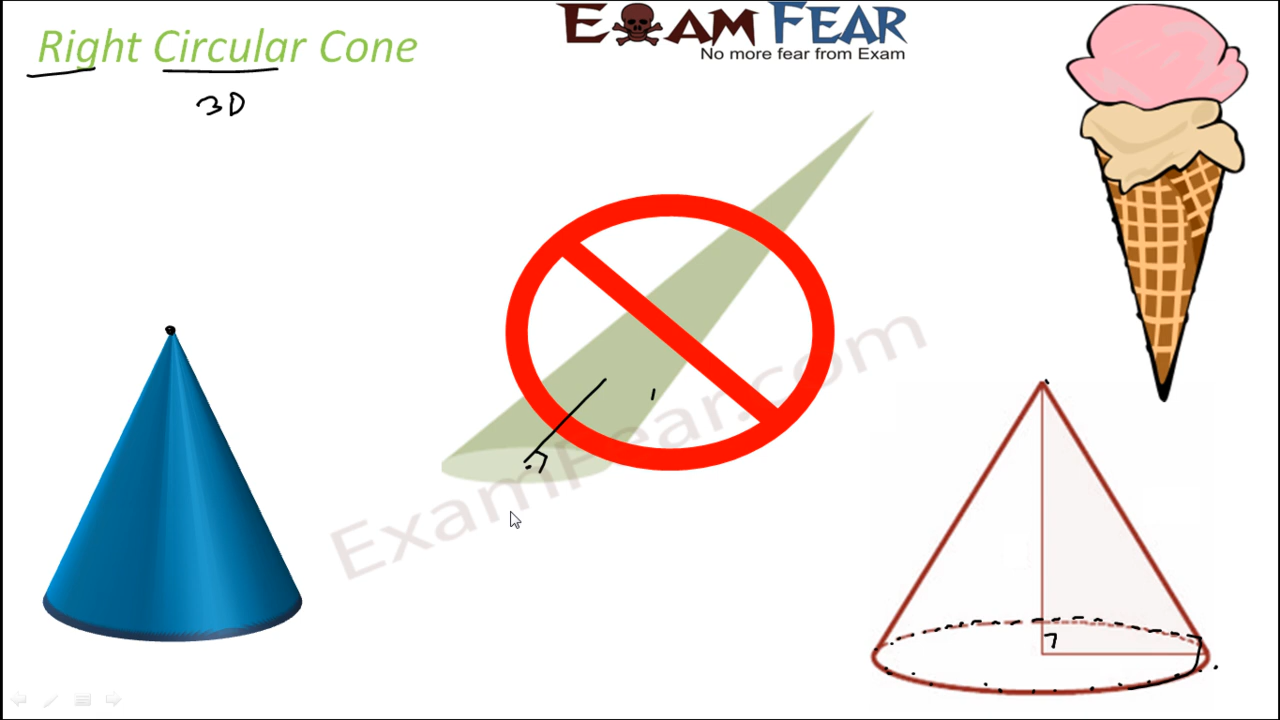 Right Circular Cone
3D
EXAM FEAR
No more fear from Exam
ExamFear.com